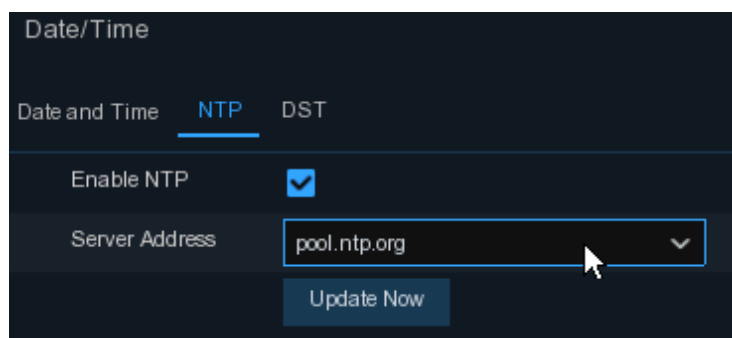 Date/Time
Date and Time NTP DST
Enable NTP
Server Address pool.ntp.org
Update Now